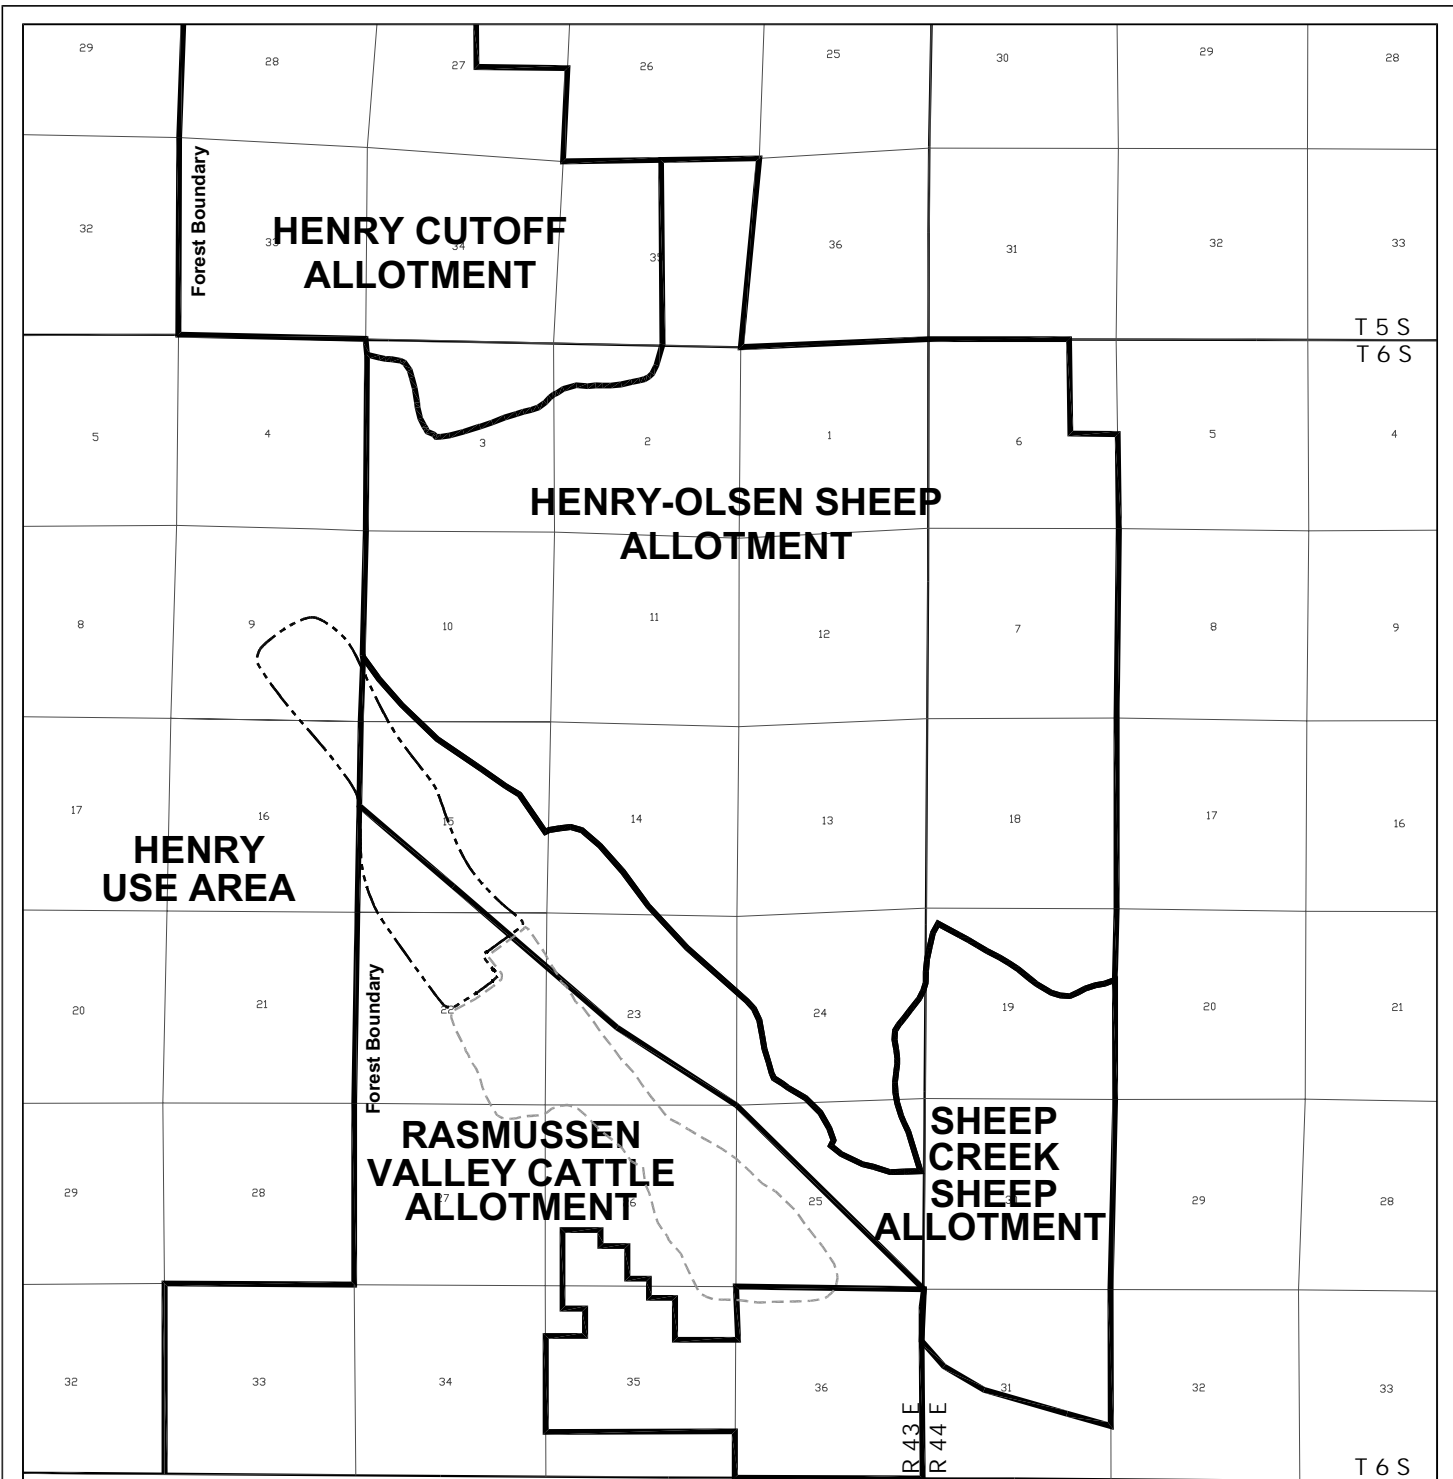 29 28 27 26 25 30 29 28
Forest Boundary
32 33 34 35 36 31 32 33
HENRY CUTOFF
ALLOTMENT
T 5 S
T 6 S
5 4 3 2 1 6 5 4
HENRY-OLSEN SHEEP
ALLOTMENT
8 9 10 11 12 7 8 9
17 16 15 14 13 18 17 16
HENRY
USE AREA
Forest Boundary
20 21 22 23 24 19 20 21
RASMUSSEN
VALLEY CATTLE
ALLOTMENT
SHEEP
CREEK
SHEEP
ALLOTMENT
29 28 27 25 29 28
32 33 34 35 36 31 32 33
R 43 E
R 44 E
T 6 S